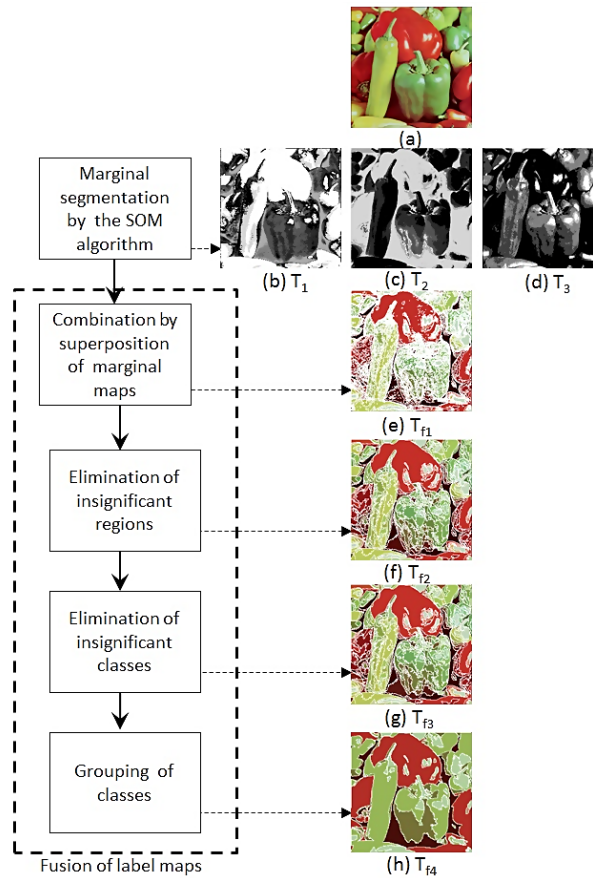 (a)
Marginal
segmentation
by the SOM
algorithm
(b) T1
(c) T2
(d) T3
Combination by
superposition
of marginal
maps
(e) Tf1
Elimination of
insignificant
regions
(f) Tf2
Elimination of
insignificant
classes
(g) Tf3
Grouping of
classes
(h) Tf4
Fusion of label maps